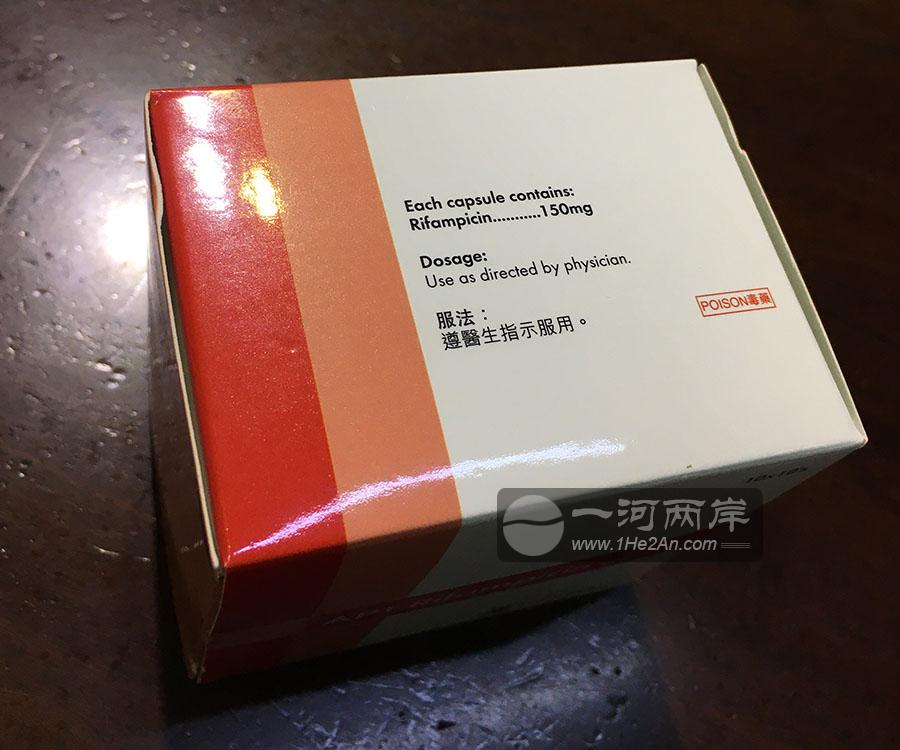 Each capsule contains:
Rifampicin...........150mg
Dosage:
Use as directed by physician.
服法：
遵醫生指示服用。
POISON毒藥
10x10's
一河两岸
www.1He2An.com